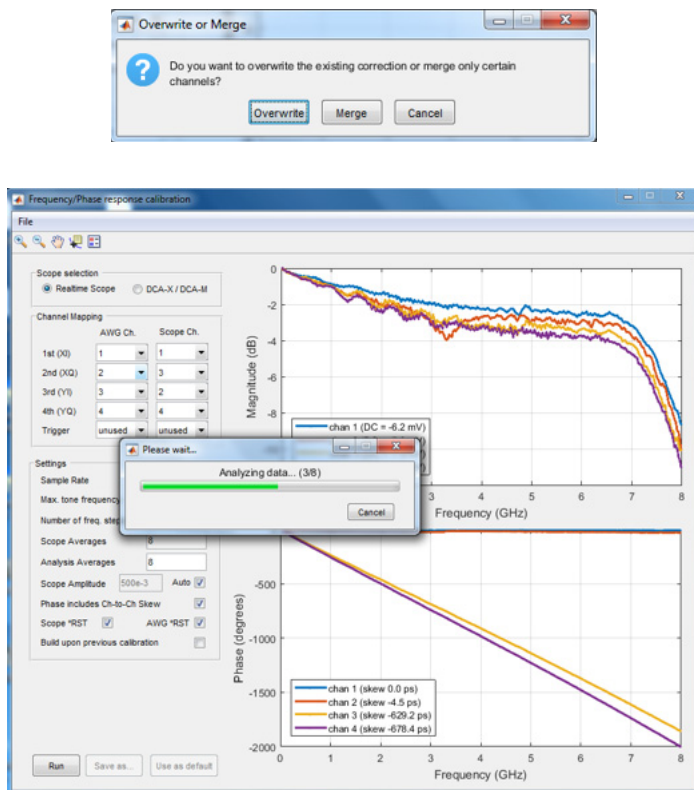 Overwrite or Merge
Do you want to overwrite the existing correction or merge only certain
channels?
Overwrite Merge Cancel
Frequency/Phase response calibration
File
Scope selection
Realtime Scope DCA-X / DCA-M
Channel Mapping
AWG Ch. Scope Ch.
1st (XI) 1 1
2nd (XQ) 2 3
3rd (YI) 3 2
4th (YQ) 4 4
Trigger unused unused
Settings
Sample Rate
Max. tone frequency
Number of freq. step
Scope Averages 8
Analysis Averages 8
Scope Amplitude 500e-3 Auto
Phase includes Ch-to-Ch Skew
Scope *RST AWG *RST
Build upon previous calibration
Run Save as... Use as default
Please wait...
Analyzing data... (3/8)
Cancel
Magnitude (dB)
0
-2
-4
-6
-8
chan 1 (DC = -6.2 mV)
3 4 5 6 7 8
Frequency (GHz)
Phase (degrees)
-500
-1000
-1500
-2000
chan 1 (skew 0.0 ps)
chan 2 (skew -4.5 ps)
chan 3 (skew -629.2 ps)
chan 4 (skew -678.4 ps)
0 1 2 3 4 5 6 7 8
Frequency (GHz)